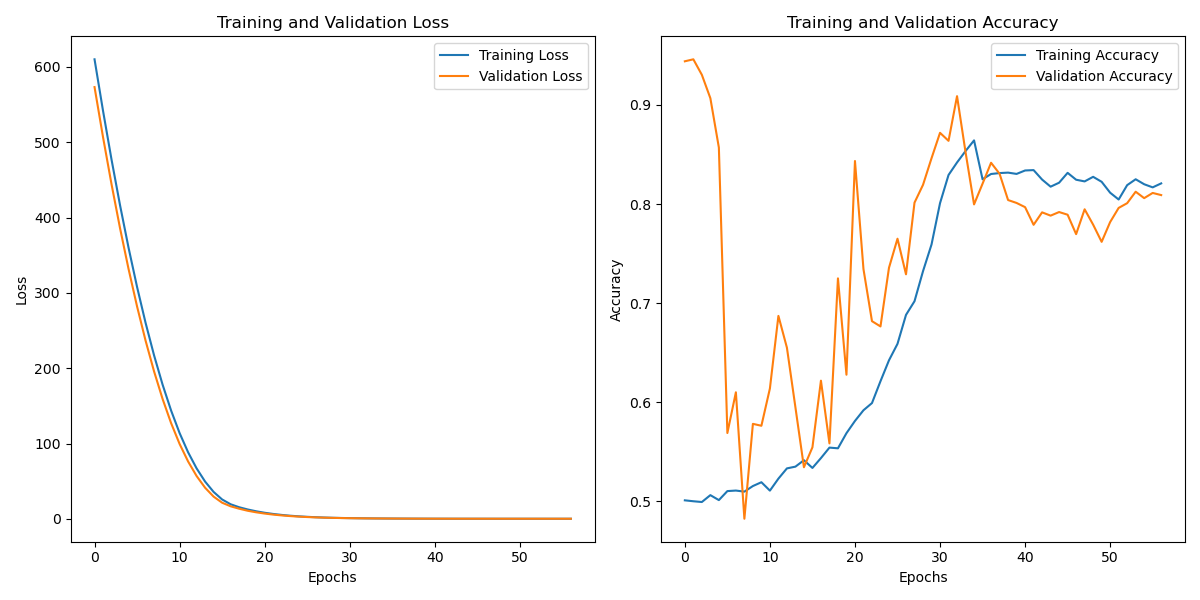 Training and Validation Loss
Training Loss
Validation Loss
600
500
400
300
200
100
0
Loss
0 10 20 30 40 50
Epochs
Training and Validation Accuracy
Training Accuracy
Validation Accuracy
0.9
0.8
0.7
0.6
0.5
Accuracy
0 10 20 30 40 50
Epochs